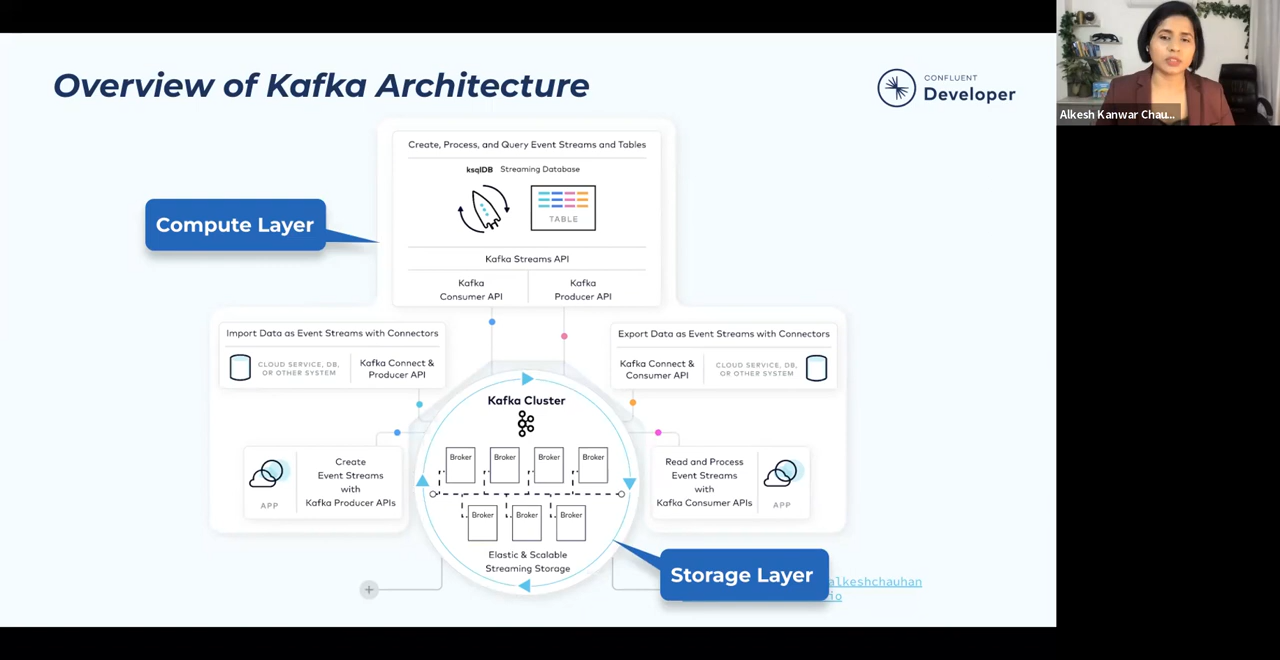 Overview of Kafka Architecture
CONFLUENT
Developer
Alkesh Kanwar Chau...
Create, Process, and Query Event Streams and Tables
ksqlDB Streaming Database
TABLE
Compute Layer
Kafka Streams API
Kafka
Consumer API
Kafka
Producer API
Import Data as Event Streams with Connectors
CLOUD SERVICE, DB,
OR OTHER SYSTEM
Kafka Connect &
Producer API
Export Data as Event Streams with Connectors
Kafka Connect &
Consumer API
CLOUD SERVICE, DB,
OR OTHER SYSTEM
Kafka Cluster
Broker Broker Broker Broker
Broker Broker Broker
Elastic & Scalable
Streaming Storage
APP
Create
Event Streams
with
Kafka Producer APIs
Read and Process
Event Streams
with
Kafka Consumer APIs
APP
Storage Layer
alkeshchauhan
io